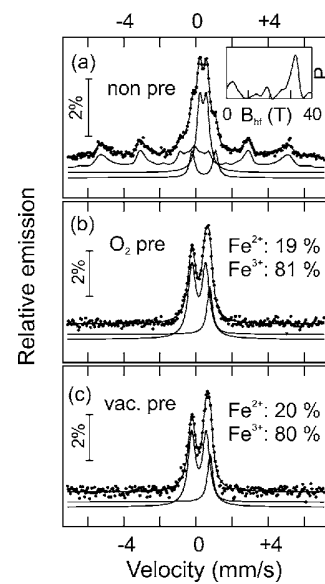 -4 0 +4
(a)
non pre
2%
P
0 B_hf (T) 40
Relative emission
(b)
O₂ pre
2%
Fe²⁺: 19 %
Fe³⁺: 81 %
(c)
vac. pre
2%
Fe²⁺: 20 %
Fe³⁺: 80 %
-4 0 +4
Velocity (mm/s)